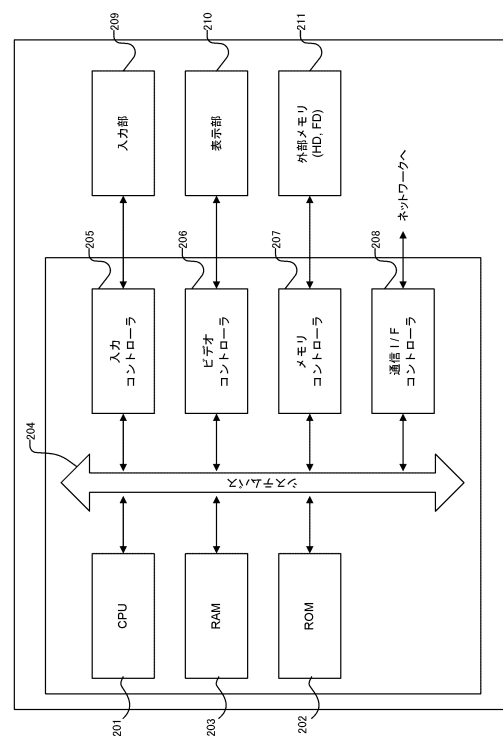 201
CPU
203
RAM
202
ROM
204
システムバス
205
入力
コントローラ
206
ビデオ
コントローラ
207
メモリ
コントローラ
208
通信I/F
コントローラ
ネットワークへ
209
入力部
210
表示部
211
外部メモリ
(HD, FD)